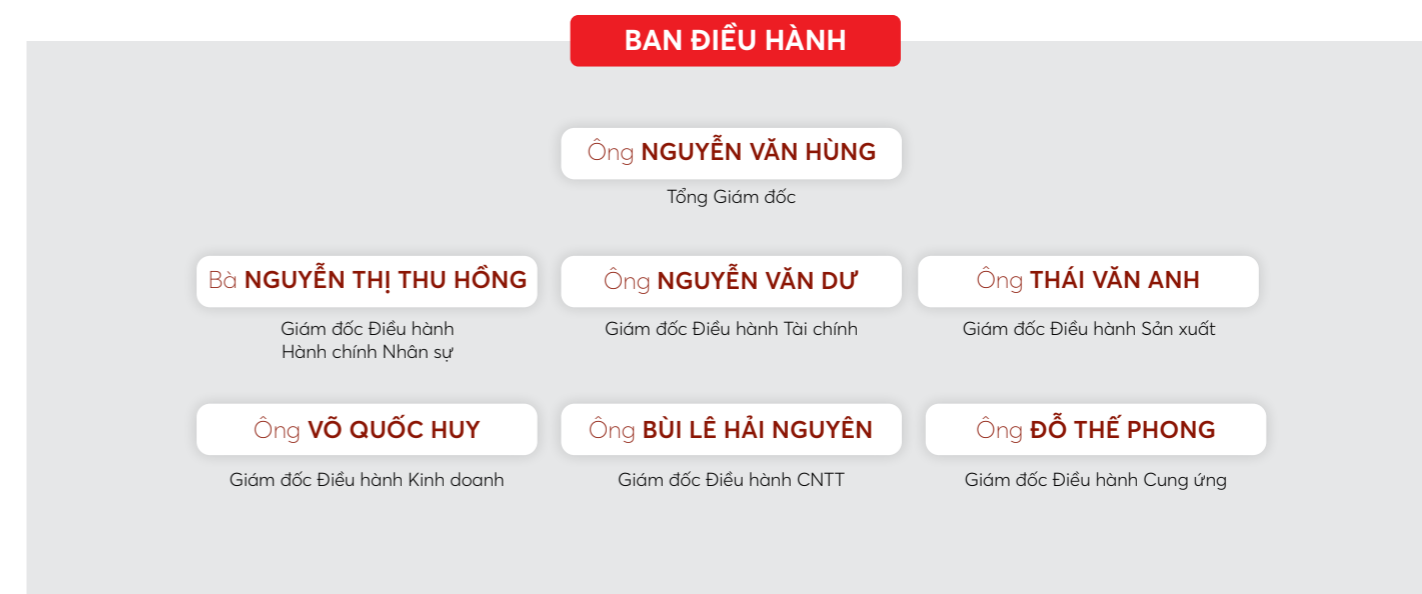 BAN ĐIỀU HÀNH
Ông NGUYỄN VĂN HÙNG
Tổng Giám đốc
Bà NGUYỄN THỊ THU HỒNG
Giám đốc Điều hành
Hành chính Nhân sự
Ông NGUYỄN VĂN DƯ
Giám đốc Điều hành Tài chính
Ông THÁI VĂN ANH
Giám đốc Điều hành Sản xuất
Ông VÕ QUỐC HUY
Giám đốc Điều hành Kinh doanh
Ông BÙI LÊ HẢI NGUYÊN
Giám đốc Điều hành CNTT
Ông ĐỖ THẾ PHONG
Giám đốc Điều hành Cung ứng